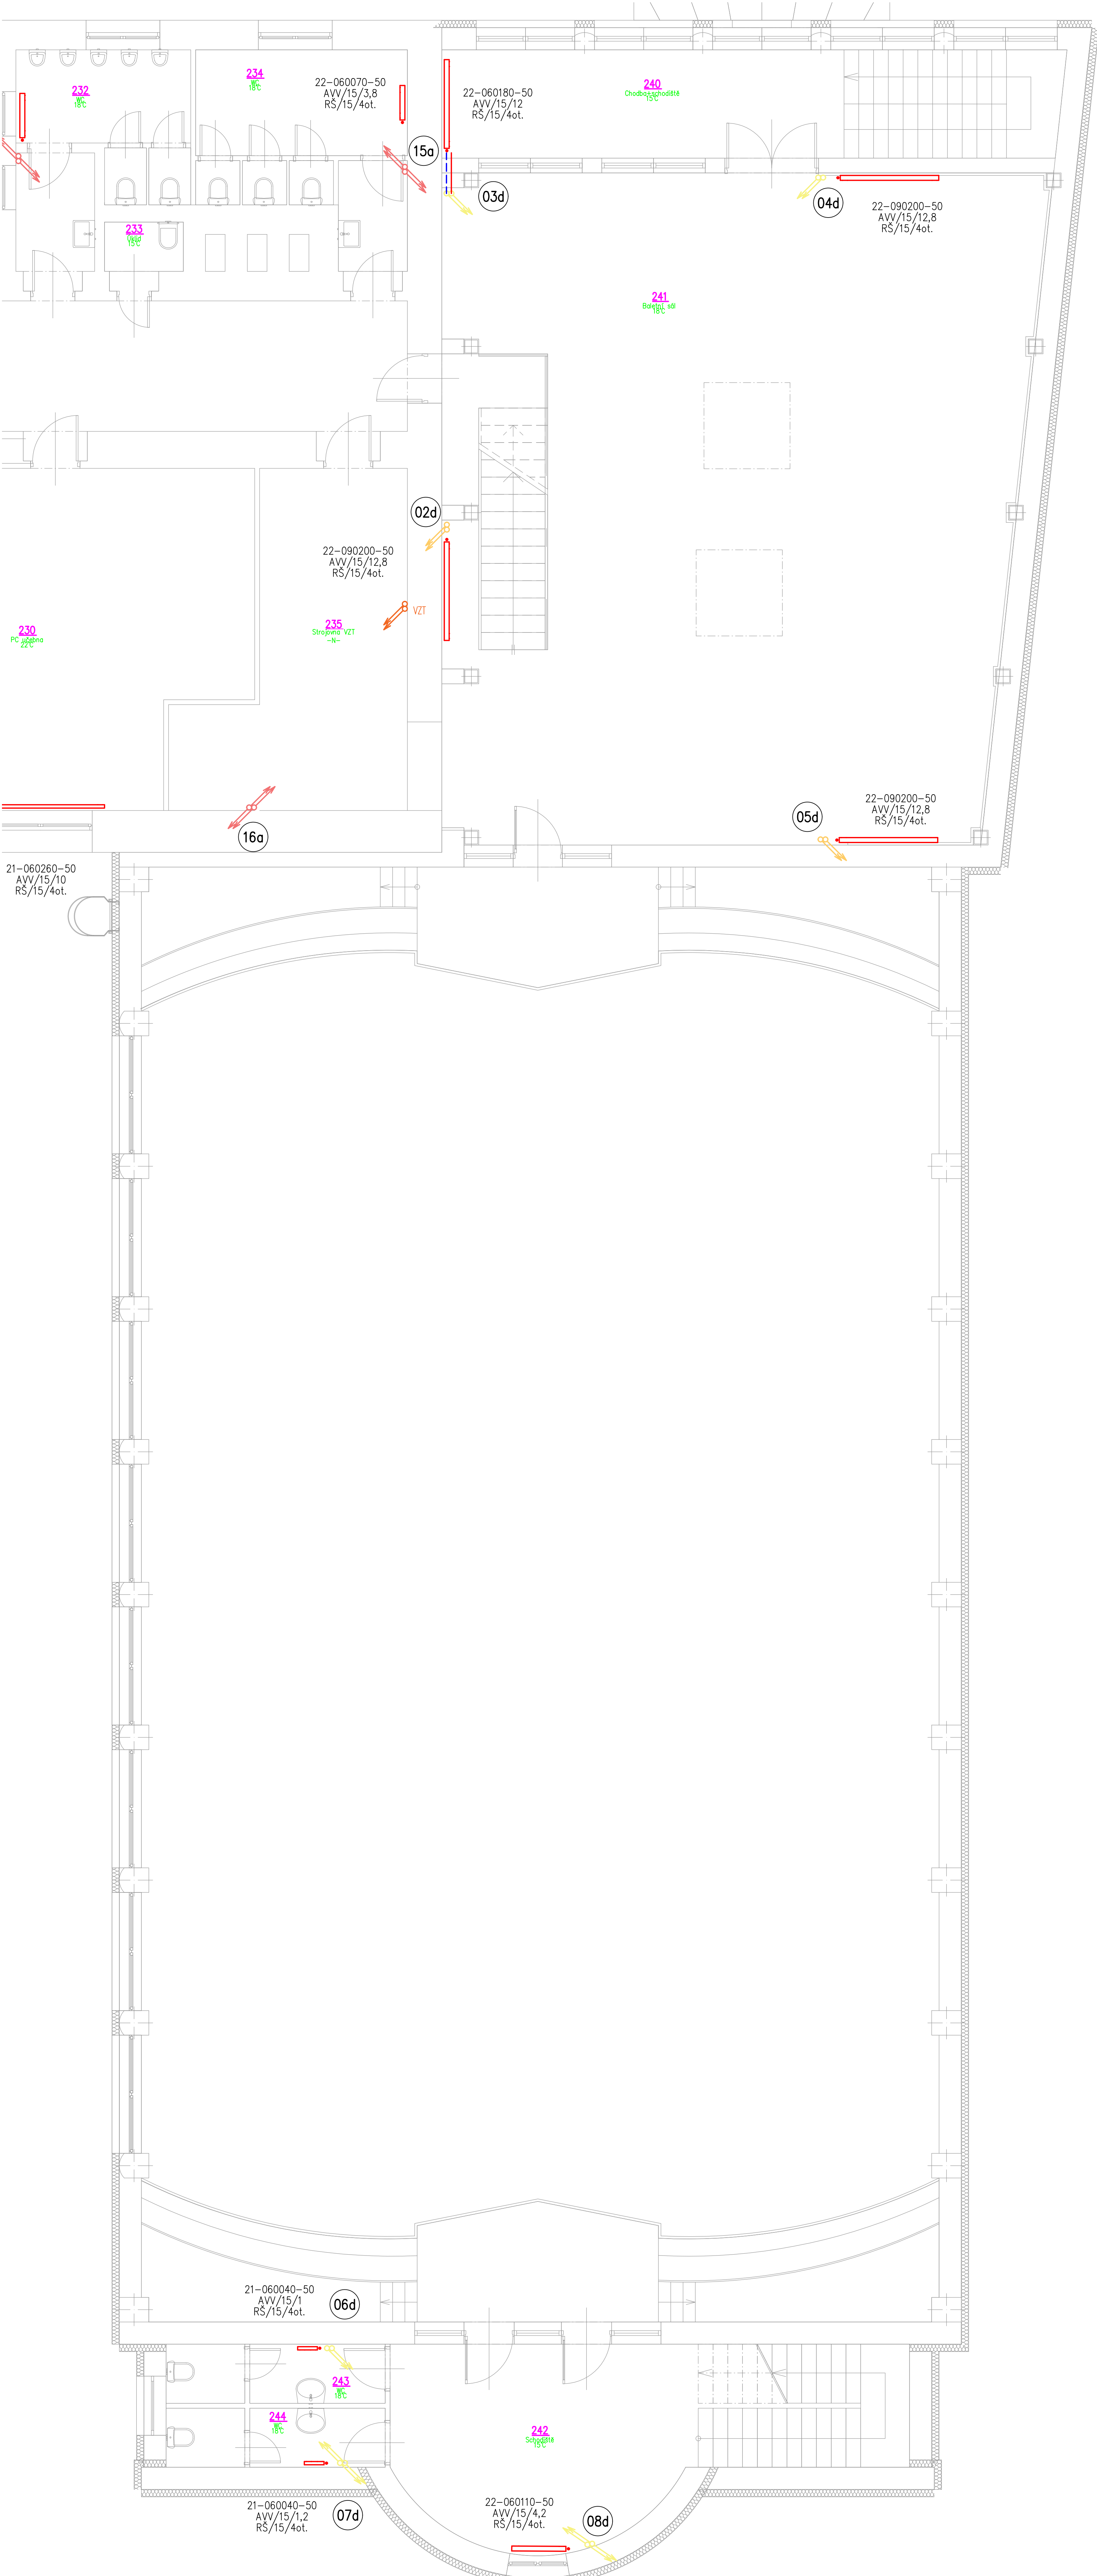 232
WC
18°C
234
WC
18°C
22-060070-50
AVV/15/3,8
RŠ/15/4ot.
15a
22-060180-50
AVV/15/12
RŠ/15/4ot.
03d
240
Chodba+schodiště
15°C
04d
22-090200-50
AVV/15/12,8
RŠ/15/4ot.
233
Úklid
15°C
241
Baletní sál
18°C
02d
22-090200-50
AVV/15/12,8
RŠ/15/4ot.
VZT
230
PC učebna
22°C
235
Strojovna VZT
-N-
16a
05d
22-090200-50
AVV/15/12,8
RŠ/15/4ot.
21-060260-50
AVV/15/10
RŠ/15/4ot.
21-060040-50
AVV/15/1
RŠ/15/4ot.
06d
243
WC
18°C
244
WC
18°C
242
Schodiště
15°C
21-060040-50
AVV/15/1,2
RŠ/15/4ot.
07d
22-060110-50
AVV/15/4,2
RŠ/15/4ot.
08d